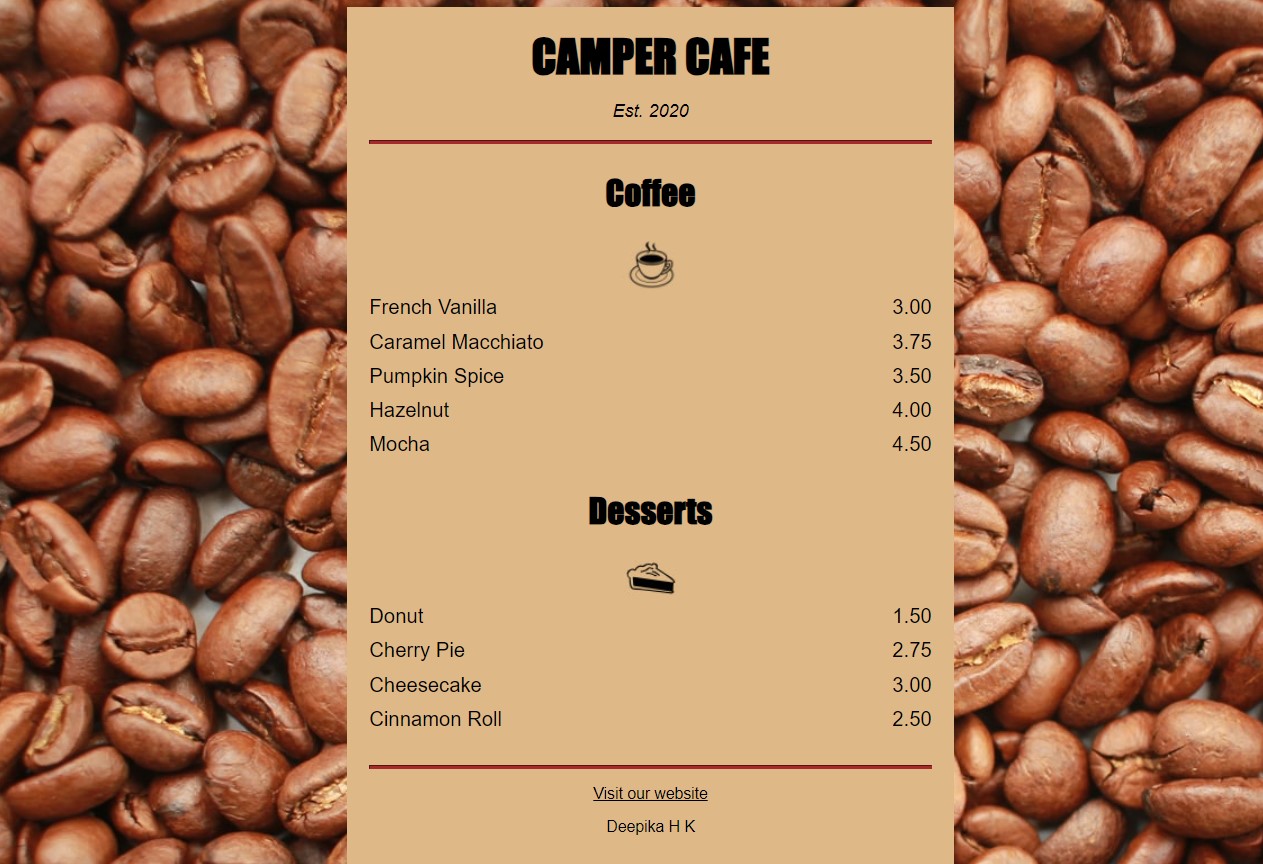 CAMPER CAFE
Est. 2020
Coffee
French Vanilla 3.00
Caramel Macchiato 3.75
Pumpkin Spice 3.50
Hazelnut 4.00
Mocha 4.50
Desserts
Donut 1.50
Cherry Pie 2.75
Cheesecake 3.00
Cinnamon Roll 2.50
Visit our website
Deepika H K